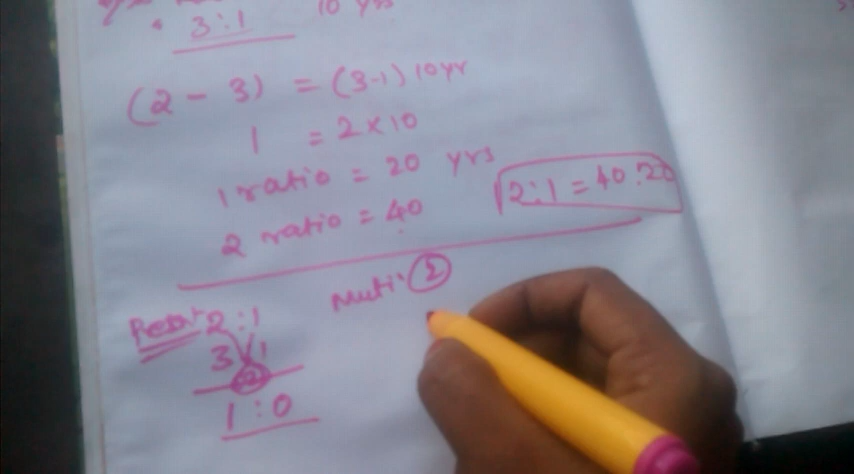 3:1 10 yrs
(2-3) = (3-1) 10yr
1 = 2×10
1 ratio = 20 yrs
2 ratio = 40
2:1 = 40:20
Muti. 2
2:1
3 1
1:0